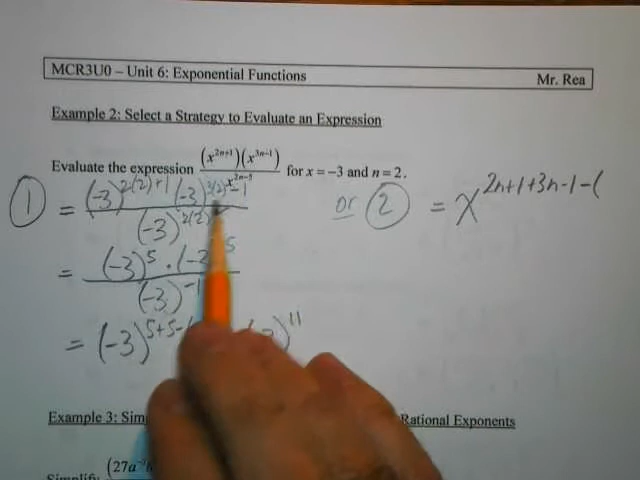 MCR3U0 – Unit 6: Exponential Functions Mr. Rea
Example 2: Select a Strategy to Evaluate an Expression
Evaluate the expression (x^{2n+1})(x^{3n-1}) / x^{2n-5} for x = −3 and n = 2.
① = (-3)^{2(2)+1} (-3)^{3(2)-1} / (-3)^{2(2)} or ② = x^{2n+1+3n-1-(}
= (-3)^5 · (-3)^5 / (-3)^{-1}
= (-3)^{5+5-( )^{11}
Example 3: Rational Exponents
Simplify (27a